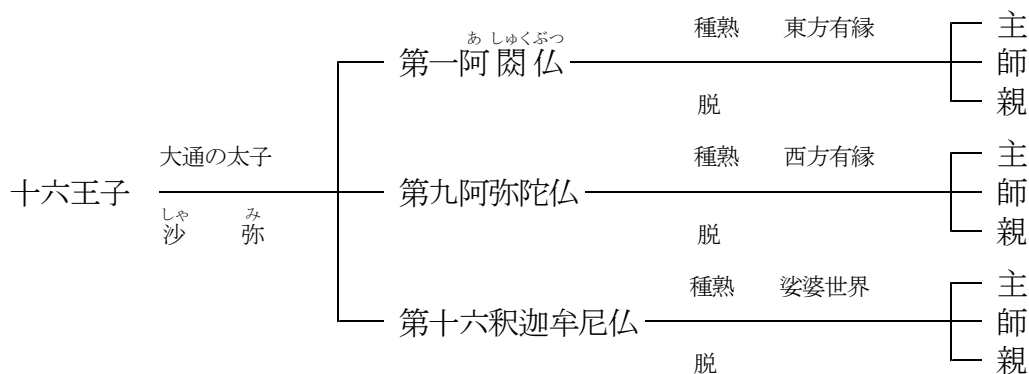 種熟　東方有縁　主
あ しゅくぶつ
第一阿閦仏　師
脱　親
大通の太子　種熟　西方有縁　主
十六王子　第九阿弥陀仏　師
しゃ　み
沙　弥　脱　親
種熟　娑婆世界　主
第十六釈迦牟尼仏　師
脱　親